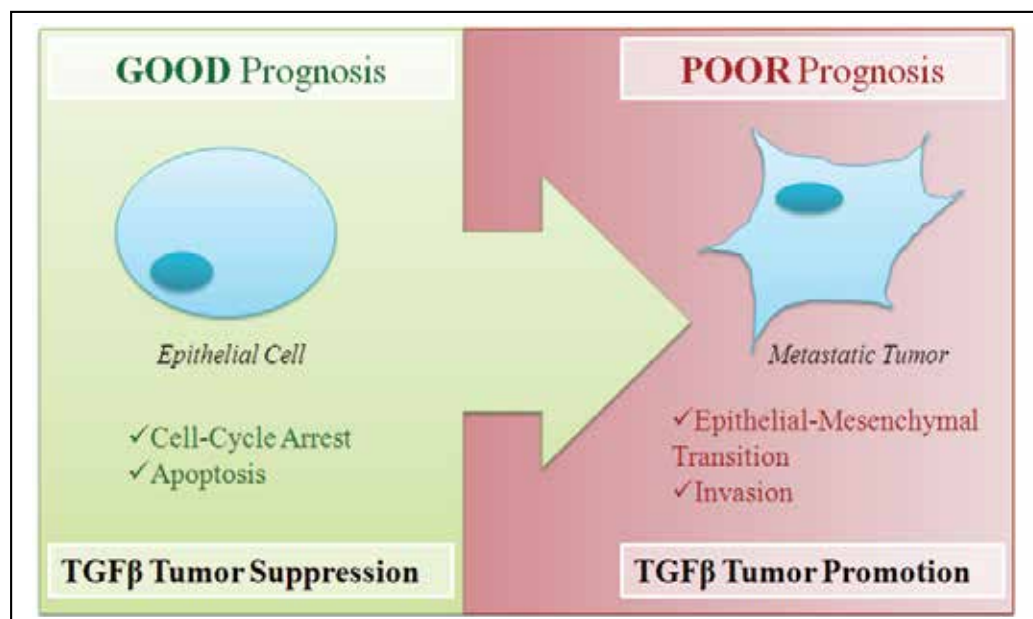 GOOD Prognosis
Epithelial Cell
✓Cell-Cycle Arrest
✓Apoptosis
TGFβ Tumor Suppression
POOR Prognosis
Metastatic Tumor
✓Epithelial-Mesenchymal
Transition
✓Invasion
TGFβ Tumor Promotion